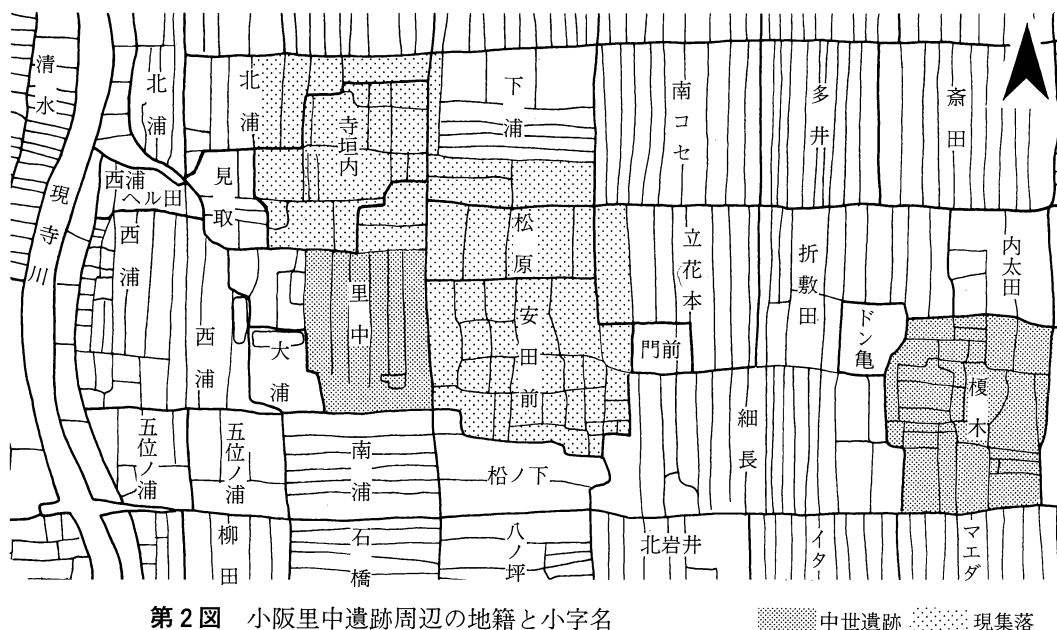 清水
北浦
北浦
寺垣内
下浦
南コセ
多井
斎田
現寺川
西浦
ヘル田
見取
西浦
西浦
大浦
里中
松原
安田前
立花本
門前
折敷田
ドン亀
内太田
榎木
細長
五位ノ浦
五位ノ浦
南浦
松ノ下
柳田
石橋
八ノ坪
北岩井
イタ
マエダ
第2図 小阪里中遺跡周辺の地籍と小字名
中世遺跡 現集落